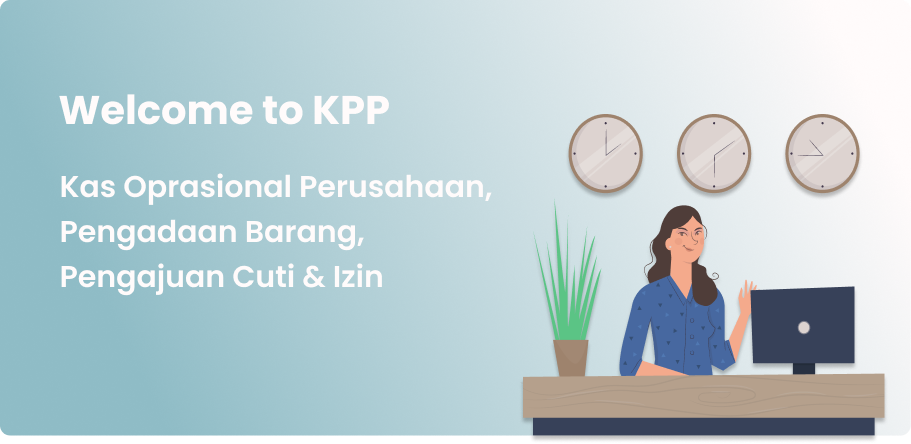 Welcome to KPP
Kas Oprasional Perusahaan,
Pengadaan Barang,
Pengajuan Cuti & Izin